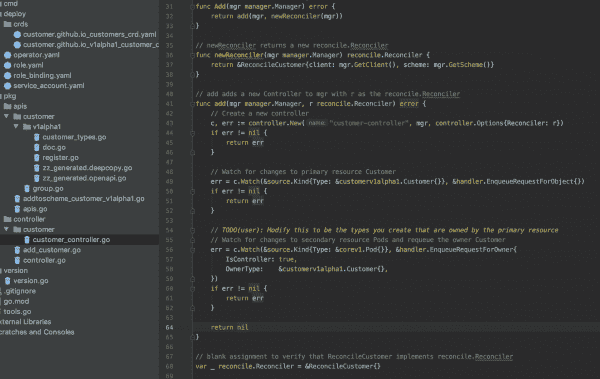 cmd
deploy
crds
customer.github.io_customers_crd.yaml
customer.github.io_v1alpha1_customer_c
operator.yaml
role.yaml
role_binding.yaml
service_account.yaml
pkg
apis
customer
v1alpha1
customer_types.go
doc.go
register.go
zz_generated.deepcopy.go
zz_generated.openapi.go
group.go
addtoscheme_customer_v1alpha1.go
apis.go
controller
customer
customer_controller.go
add_customer.go
controller.go
version
version.go
.gitignore
go.mod
tools.go
xternal Libraries
cratches and Consoles
31 func Add(mgr manager.Manager) error {
32     return add(mgr, newReconciler(mgr))
33 }
34
35 // newReconciler returns a new reconcile.Reconciler
36 func newReconciler(mgr manager.Manager) reconcile.Reconciler {
37     return &ReconcileCustomer{client: mgr.GetClient(), scheme: mgr.GetScheme()}
38 }
39
40 // add adds a new Controller to mgr with r as the reconcile.Reconciler
41 func add(mgr manager.Manager, r reconcile.Reconciler) error {
42     // Create a new controller
43     c, err := controller.New( name: "customer-controller", mgr, controller.Options{Reconciler: r})
44     if err != nil {
45         return err
46     }
47
48     // Watch for changes to primary resource Customer
49     err = c.Watch(&source.Kind{Type: &customerv1alpha1.Customer{}}, &handler.EnqueueRequestForObject{})
50     if err != nil {
51         return err
52     }
53
54     // TODO(user): Modify this to be the types you create that are owned by the primary resource
55     // Watch for changes to secondary resource Pods and requeue the owner Customer
56     err = c.Watch(&source.Kind{Type: &corev1.Pod{}}, &handler.EnqueueRequestForOwner{
57         IsController: true,
58         OwnerType:    &customerv1alpha1.Customer{},
59     })
60     if err != nil {
61         return err
62     }
63
64     return nil
65 }
66
67 // blank assignment to verify that ReconcileCustomer implements reconcile.Reconciler
68 var _ reconcile.Reconciler = &ReconcileCustomer{}